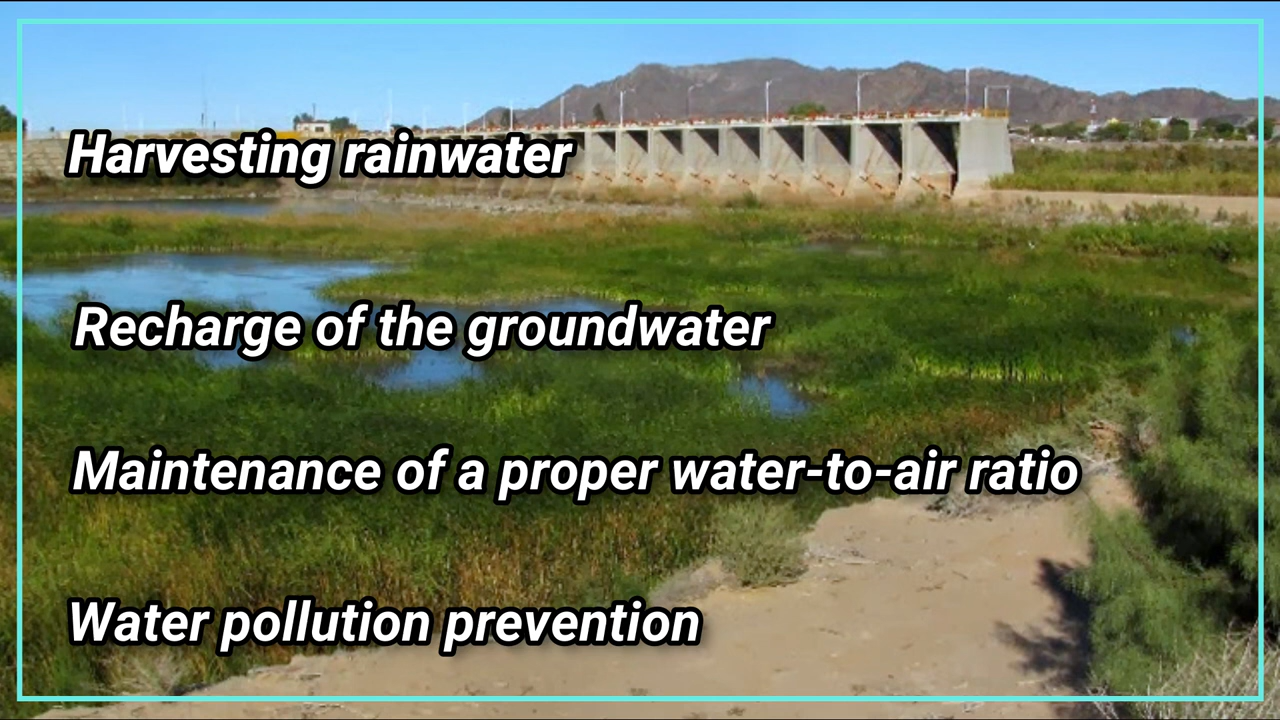 Harvesting rainwater
Recharge of the groundwater
Maintenance of a proper water-to-air ratio
Water pollution prevention